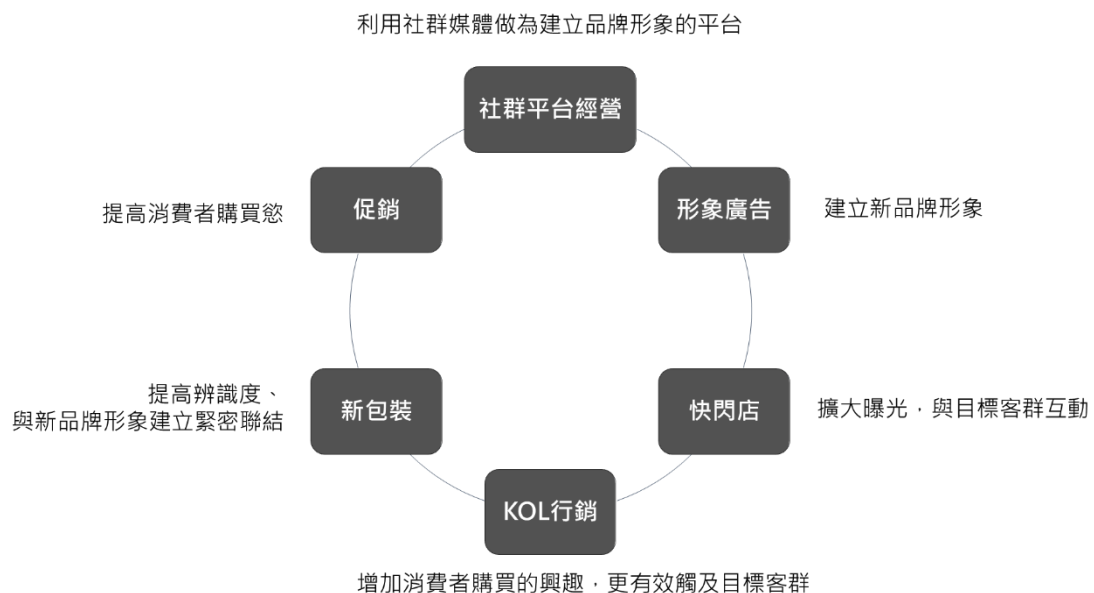 利用社群媒體做為建立品牌形象的平台
社群平台經營
促銷
提高消費者購買慾
形象廣告
建立新品牌形象
提高辨識度、
與新品牌形象建立緊密聯結
新包裝
快閃店
擴大曝光，與目標客群互動
KOL行銷
增加消費者購買的興趣，更有效觸及目標客群